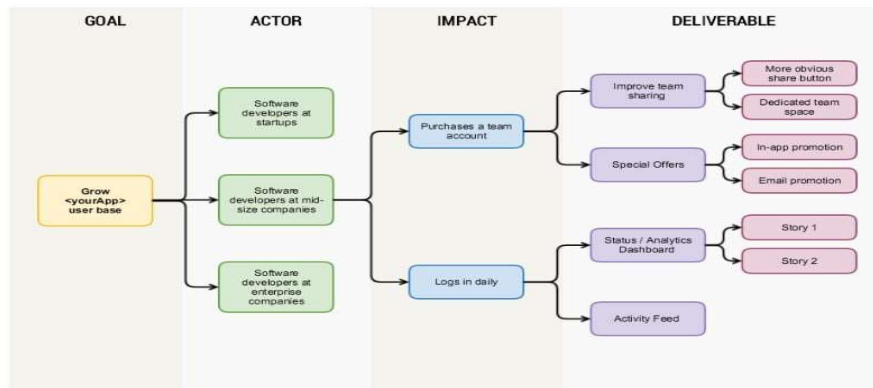 GOAL
ACTOR
IMPACT
DELIVERABLE
Grow
<yourApp>
user base
Software
developers at
startups
Software
developers at mid-
size companies
Software
developers at
enterprise
companies
Purchases a team
account
Logs in daily
Improve team
sharing
Special Offers
Status / Analytics
Dashboard
Activity Feed
More obvious
share button
Dedicated team
space
In-app promotion
Email promotion
Story 1
Story 2